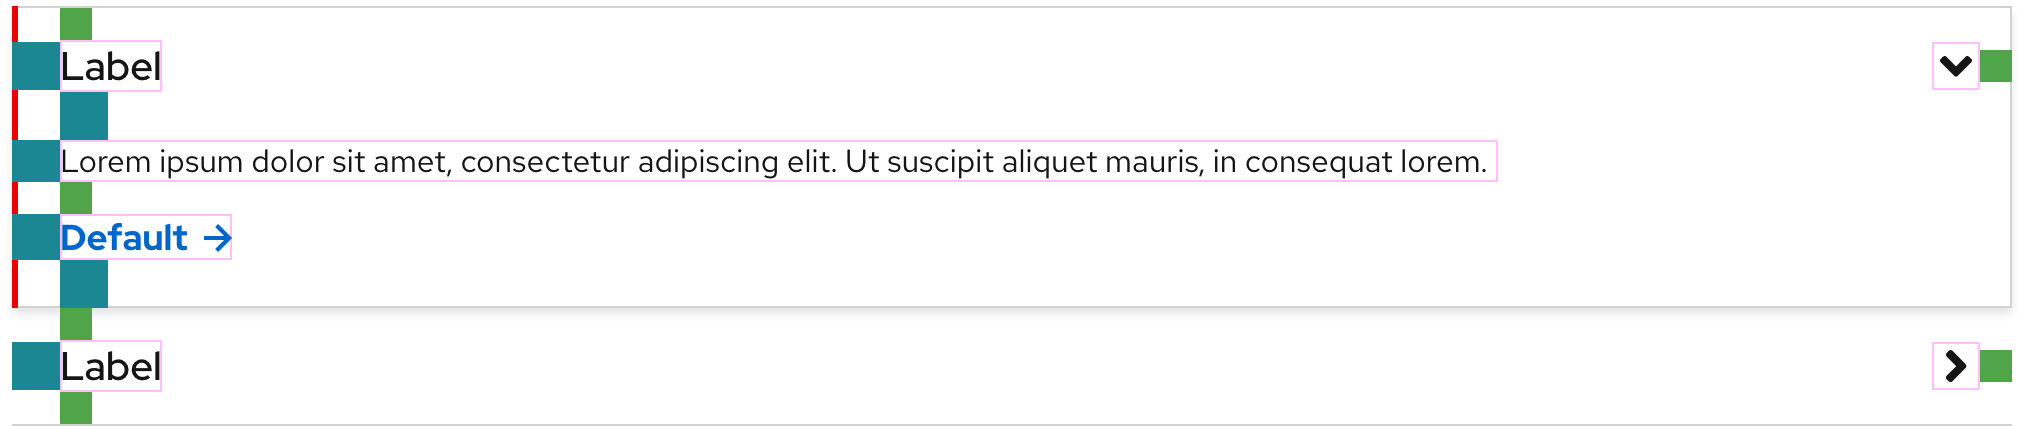 Label
Lorem ipsum dolor sit amet, consectetur adipiscing elit. Ut suscipit aliquet mauris, in consequat lorem.
Default →
Label